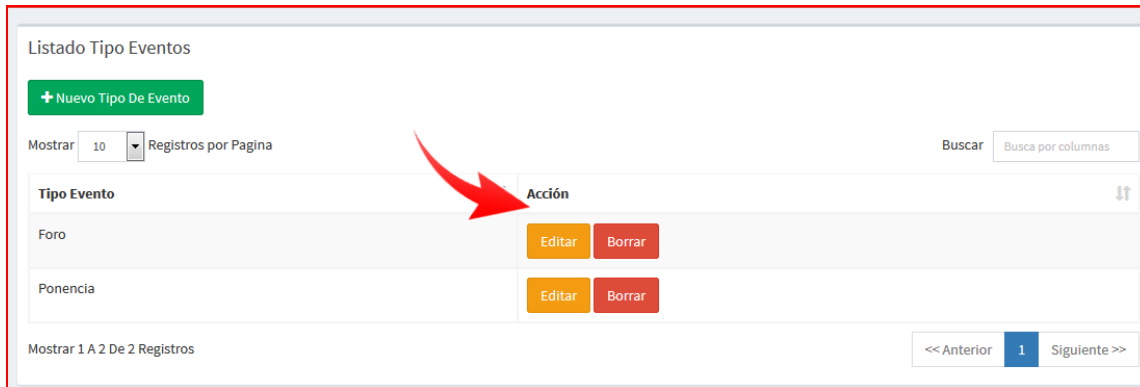 Listado Tipo Eventos
+ Nuevo Tipo De Evento
Mostrar 10 Registros por Pagina Buscar Busca por columnas
Tipo Evento Acción
Foro Editar Borrar
Ponencia Editar Borrar
Mostrar 1 A 2 De 2 Registros << Anterior 1 Siguiente >>